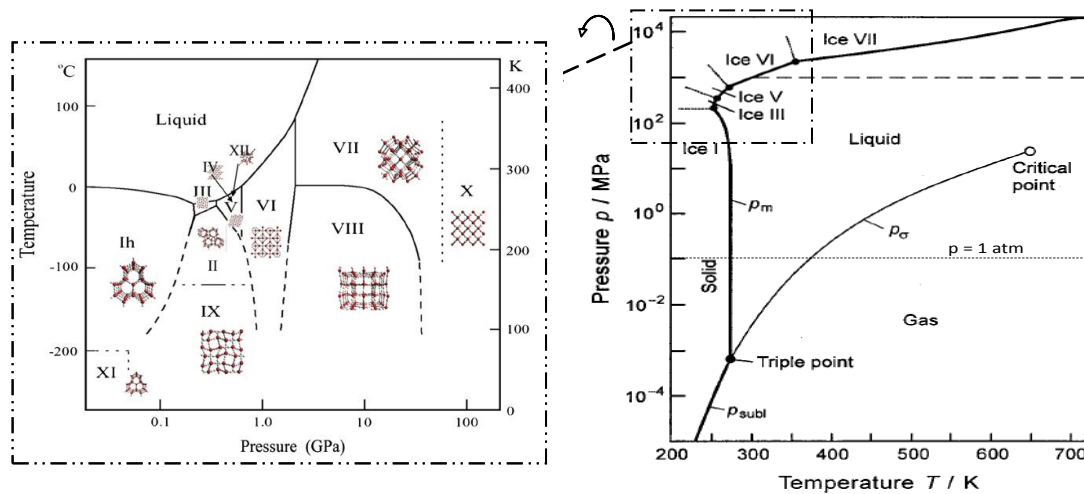 °C
K
100
0
-100
-200
400
300
200
100
0
Temperature
Liquid
XII
IV
III
V
VI
VII
X
Ih
II
VIII
IX
XI
0.1
1.0
10
100
Pressure (GPa)
10⁴
10²
10⁰
10⁻²
10⁻⁴
Pressure p / MPa
Ice VII
Ice VI
Ice V
Ice III
Ice I
Liquid
Critical
point
pₘ
p_σ
p = 1 atm
Solid
Gas
Triple point
p_subl
200
300
400
500
600
700
Temperature T / K